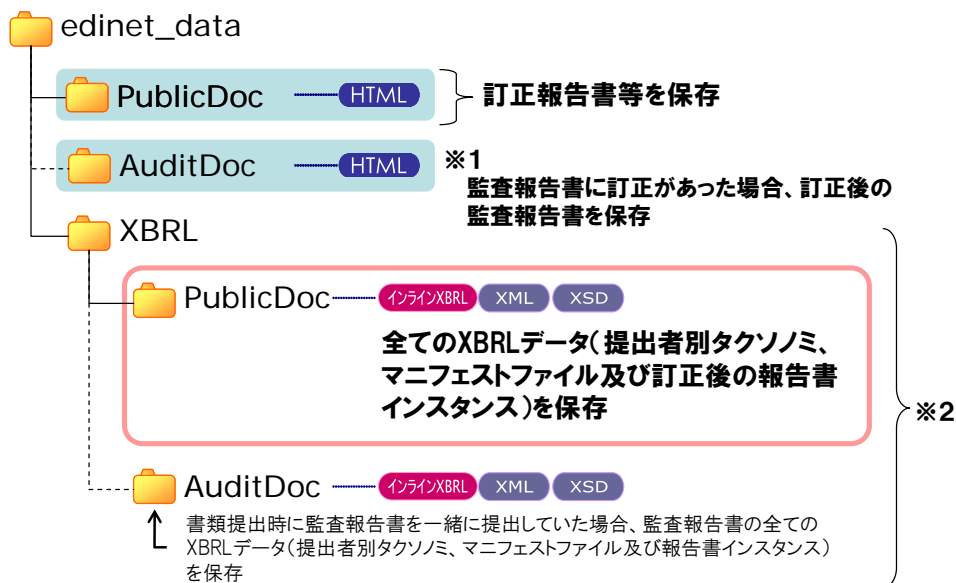 edinet_data
PublicDoc HTML 訂正報告書等を保存
AuditDoc HTML ※1
監査報告書に訂正があった場合、訂正後の
監査報告書を保存
XBRL
PublicDoc インラインXBRL XML XSD
全てのXBRLデータ(提出者別タクソノミ、
マニフェストファイル及び訂正後の報告書
インスタンス)を保存
※2
AuditDoc インラインXBRL XML XSD
書類提出時に監査報告書を一緒に提出していた場合、監査報告書の全ての
XBRLデータ(提出者別タクソノミ、マニフェストファイル及び報告書インスタンス)
を保存